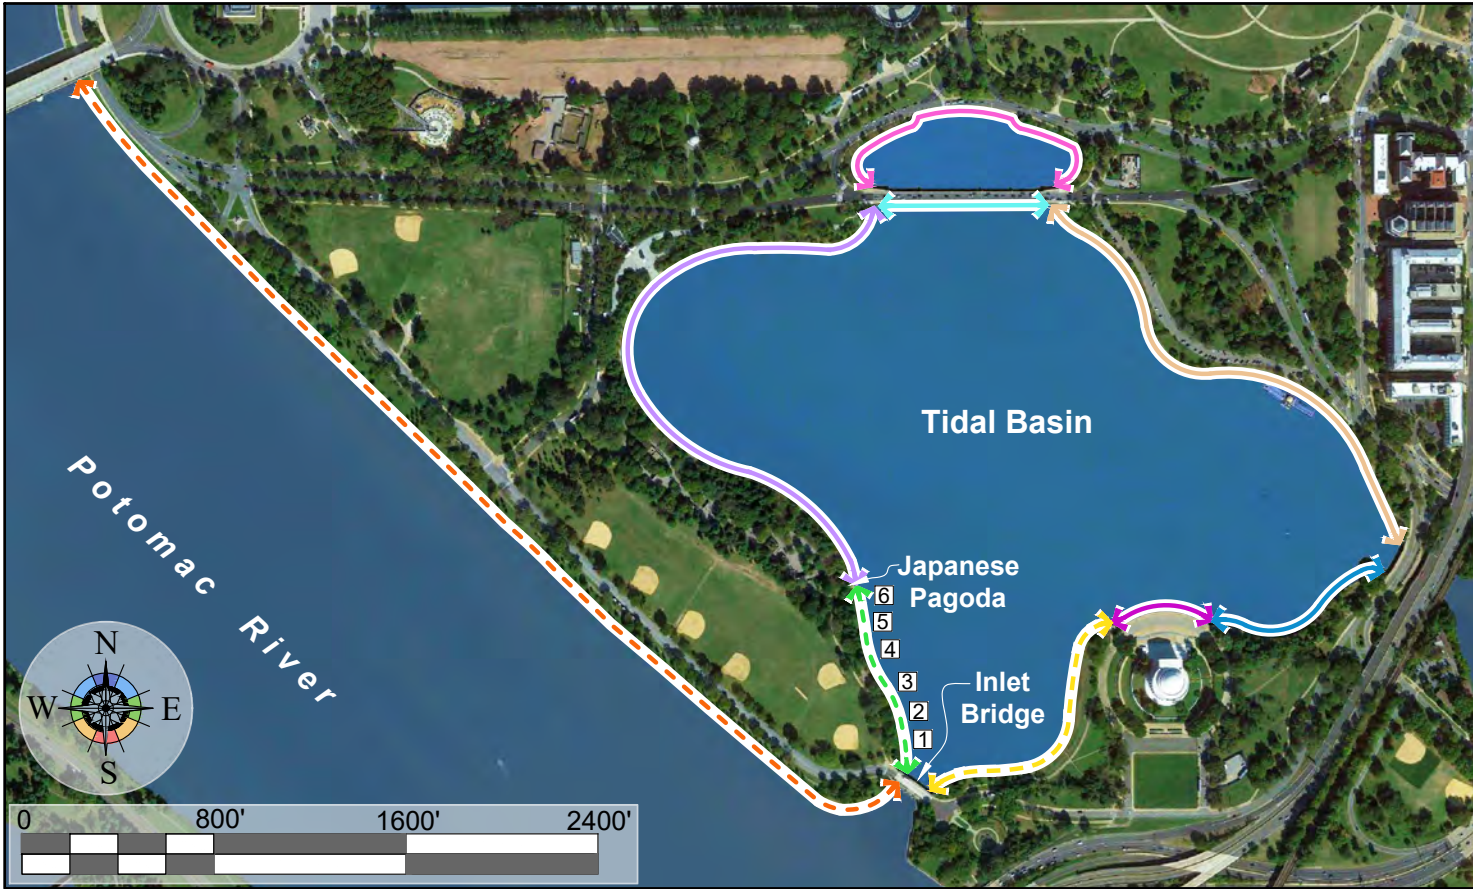 Tidal Basin
Potomac River
Japanese
Pagoda
6
5
4
3
2
1
Inlet
Bridge
N
W
E
S
0
800'
1600'
2400'